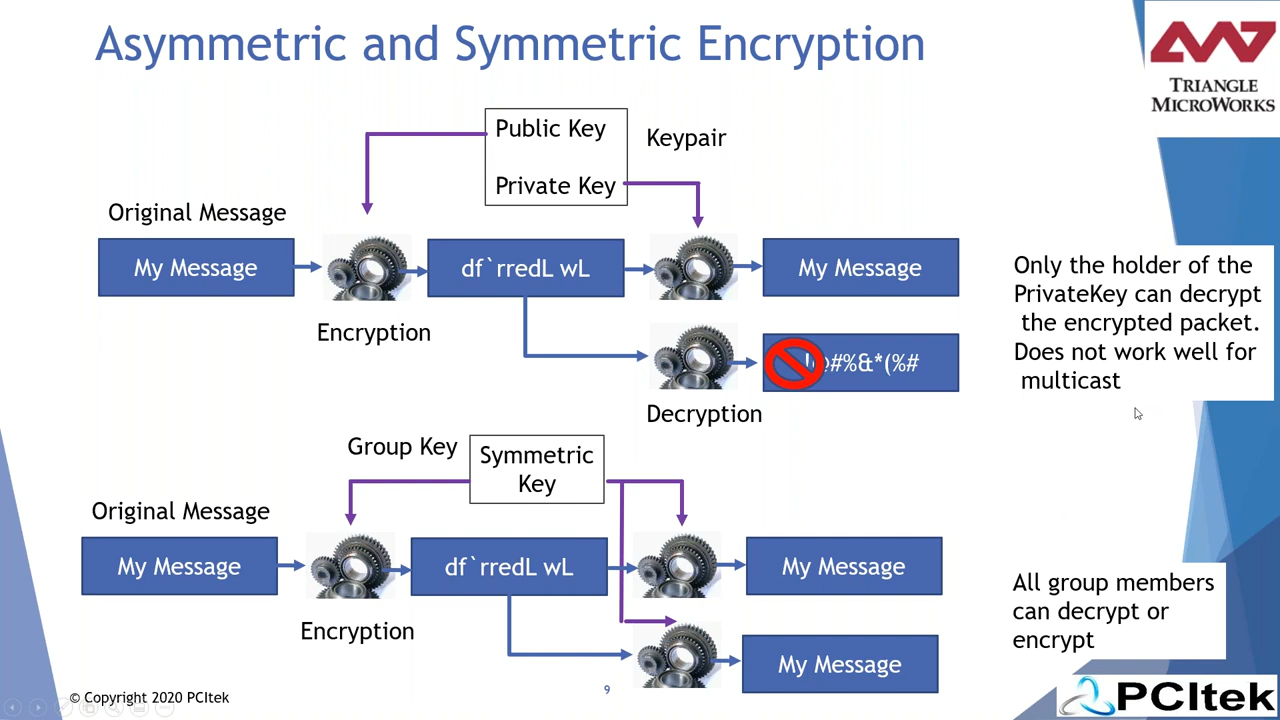 Asymmetric and Symmetric Encryption
TRIANGLE
MICROWORKS
Public Key
Keypair
Private Key
Original Message
My Message
df`rredL wL
My Message
Encryption
#%&*(%#
Decryption
Only the holder of the
PrivateKey can decrypt
the encrypted packet.
Does not work well for
multicast
Group Key
Symmetric
Key
Original Message
My Message
df`rredL wL
My Message
Encryption
My Message
All group members
can decrypt or
encrypt
9
© Copyright 2020 PCItek
PCItek